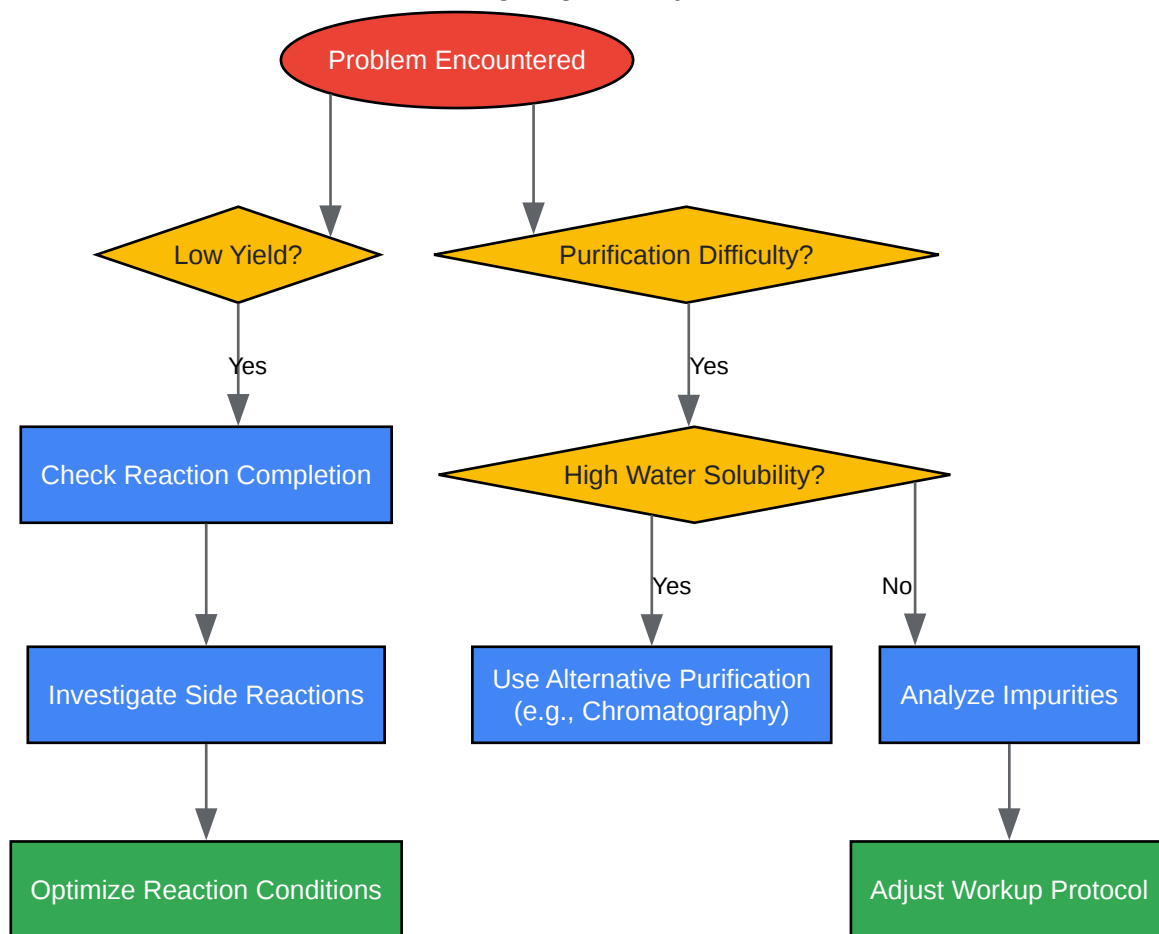 Problem Encountered
Low Yield?
Purification Difficulty?
Yes
Yes
Check Reaction Completion
High Water Solubility?
Yes
No
Investigate Side Reactions
Use Alternative Purification
(e.g., Chromatography)
Analyze Impurities
Optimize Reaction Conditions
Adjust Workup Protocol